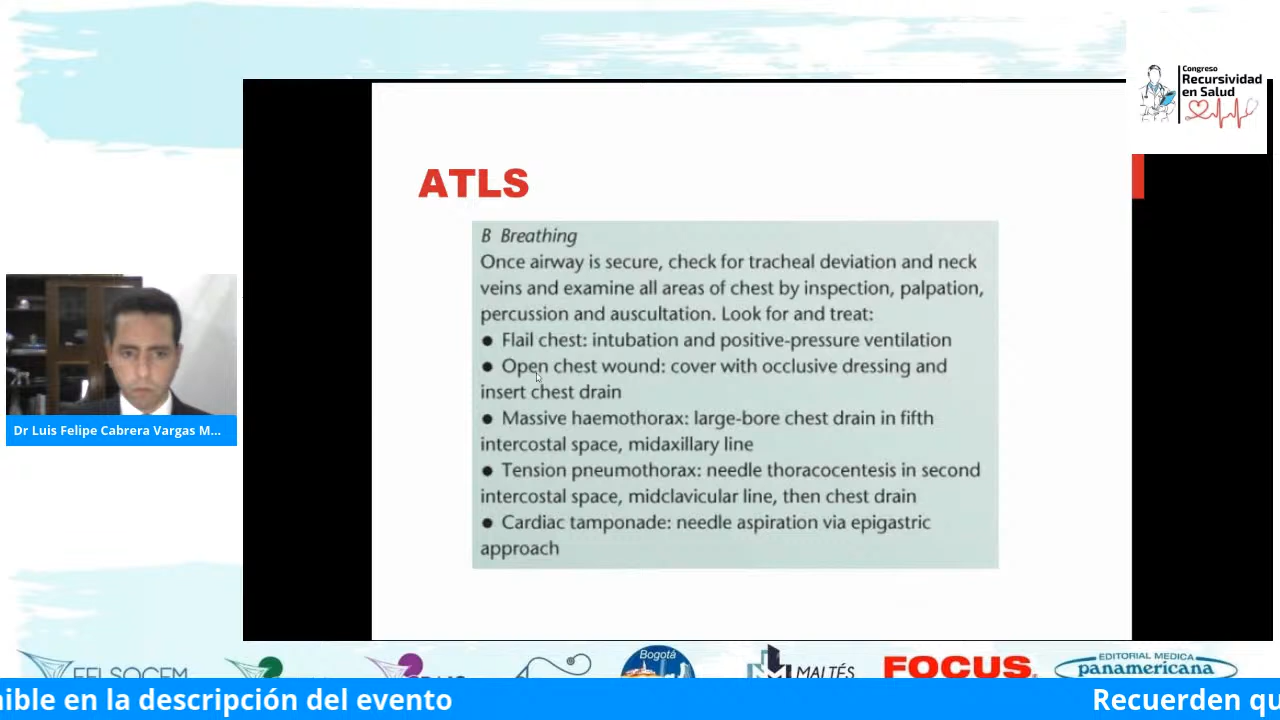 Congreso
Recursividad
en Salud
ATLS
B Breathing
Once airway is secure, check for tracheal deviation and neck
veins and examine all areas of chest by inspection, palpation,
percussion and auscultation. Look for and treat:
● Flail chest: intubation and positive-pressure ventilation
● Open chest wound: cover with occlusive dressing and
insert chest drain
● Massive haemothorax: large-bore chest drain in fifth
intercostal space, midaxillary line
● Tension pneumothorax: needle thoracocentesis in second
intercostal space, midclavicular line, then chest drain
● Cardiac tamponade: needle aspiration via epigastric
approach
Dr Luis Felipe Cabrera Vargas M...
Bogotá
MALTÉS
FOCUS
EDITORIAL MEDICA
panamericana
nible en la descripción del evento
Recuerden qu